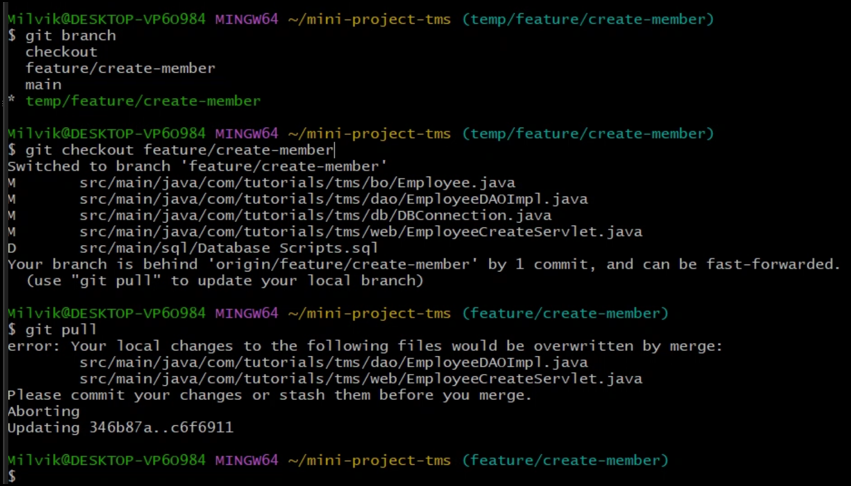 Milvik@DESKTOP-VP6O984 MINGW64 ~/mini-project-tms (temp/feature/create-member)
$ git branch
  checkout
  feature/create-member
  main
* temp/feature/create-member
Milvik@DESKTOP-VP6O984 MINGW64 ~/mini-project-tms (temp/feature/create-member)
$ git checkout feature/create-member
Switched to branch 'feature/create-member'
M       src/main/java/com/tutorials/tms/bo/Employee.java
M       src/main/java/com/tutorials/tms/dao/EmployeeDAOImpl.java
M       src/main/java/com/tutorials/tms/db/DBConnection.java
M       src/main/java/com/tutorials/tms/web/EmployeeCreateServlet.java
D       src/main/sql/Database Scripts.sql
Your branch is behind 'origin/feature/create-member' by 1 commit, and can be fast-forwarded.
  (use "git pull" to update your local branch)
Milvik@DESKTOP-VP6O984 MINGW64 ~/mini-project-tms (feature/create-member)
$ git pull
error: Your local changes to the following files would be overwritten by merge:
        src/main/java/com/tutorials/tms/dao/EmployeeDAOImpl.java
        src/main/java/com/tutorials/tms/web/EmployeeCreateServlet.java
Please commit your changes or stash them before you merge.
Aborting
Updating 346b87a..c6f6911
Milvik@DESKTOP-VP6O984 MINGW64 ~/mini-project-tms (feature/create-member)
$